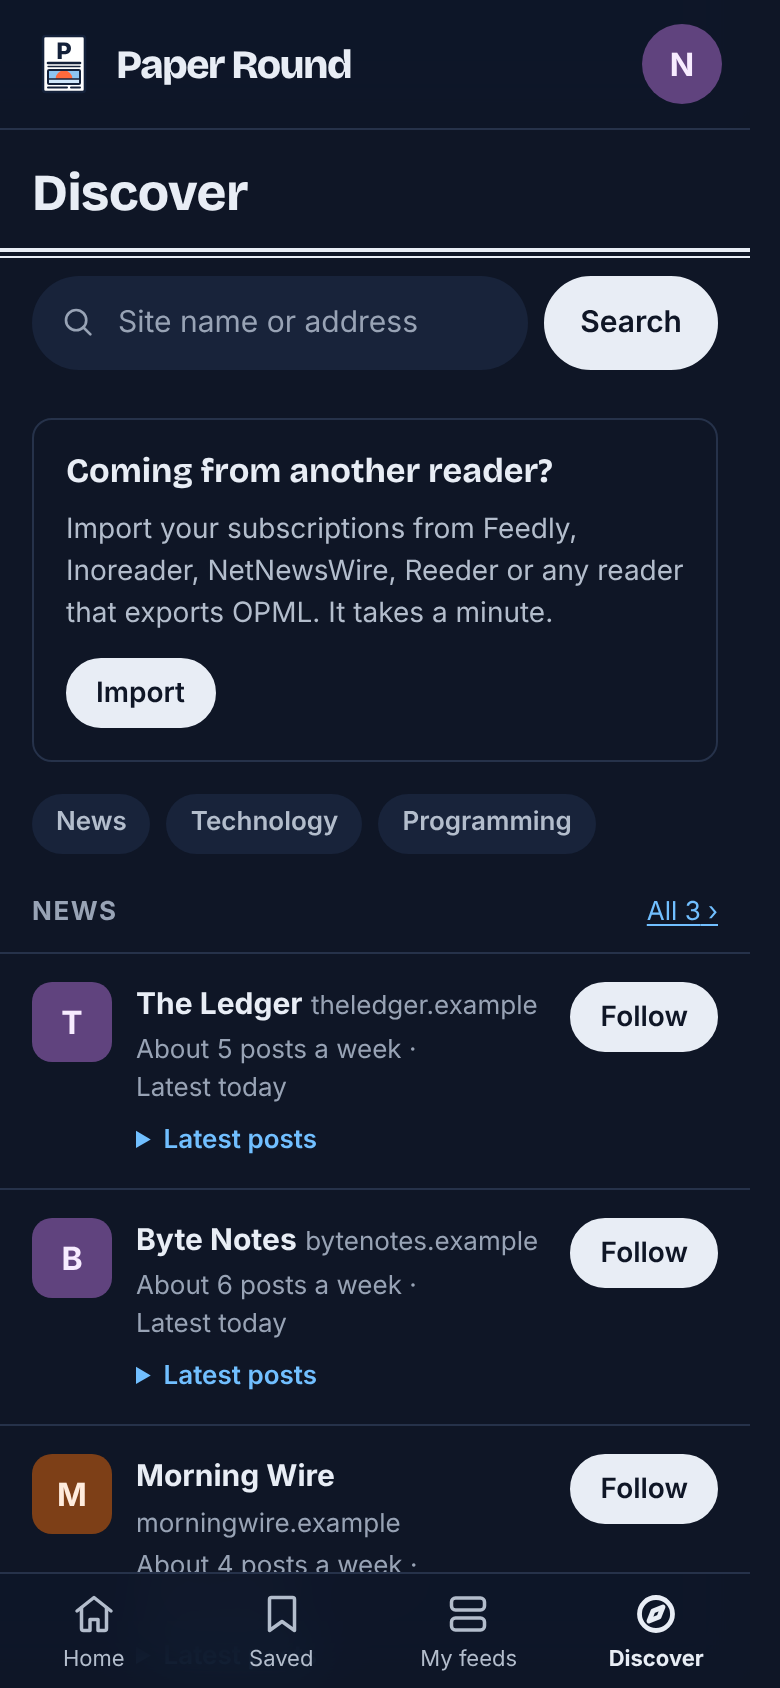 P
Paper Round
N
Discover
Site name or address
Search
Coming from another reader?
Import your subscriptions from Feedly,
Inoreader, NetNewsWire, Reeder or any reader
that exports OPML. It takes a minute.
Import
News
Technology
Programming
NEWS
All 3 ›
T
The Ledger theledger.example
Follow
About 5 posts a week ·
Latest today
▶ Latest posts
B
Byte Notes bytenotes.example
Follow
About 6 posts a week ·
Latest today
▶ Latest posts
M
Morning Wire
Follow
morningwire.example
About 4 posts a week ·
Home
Saved
My feeds
Discover